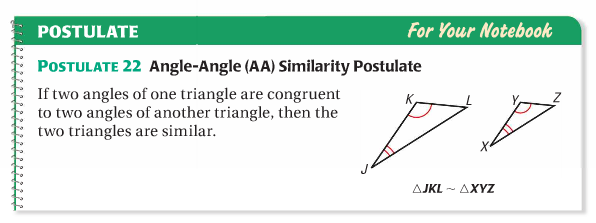 POSTULATE
For Your Notebook
POSTULATE 22 Angle-Angle (AA) Similarity Postulate
If two angles of one triangle are congruent
to two angles of another triangle, then the
two triangles are similar.
K
L
J
Y
Z
X
△JKL ~ △XYZ